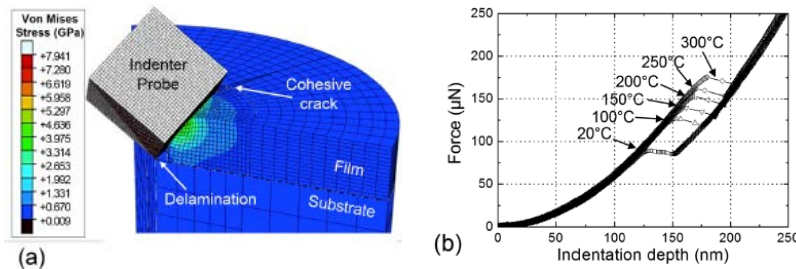 Von Mises
Stress (GPa)
+7.941
+7.280
+6.619
+5.958
+5.297
+4.636
+3.975
+3.314
+2.653
+1.992
+1.331
+0.670
+0.009
Indenter
Probe
Cohesive
crack
Film
Substrate
Delamination
(a)
(b)
Force (µN)
250
200
150
100
50
0
300°C
250°C
200°C
150°C
100°C
20°C
0 50 100 150 200 250
Indentation depth (nm)